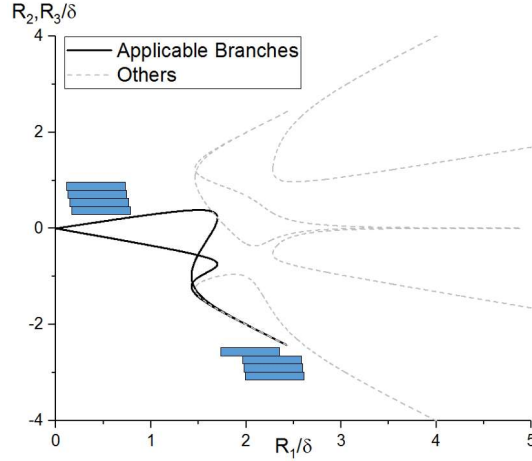 R2,R3/δ
4
Applicable Branches
Others
2
0
-2
-4
0 1 2 3 4 5
R1/δ